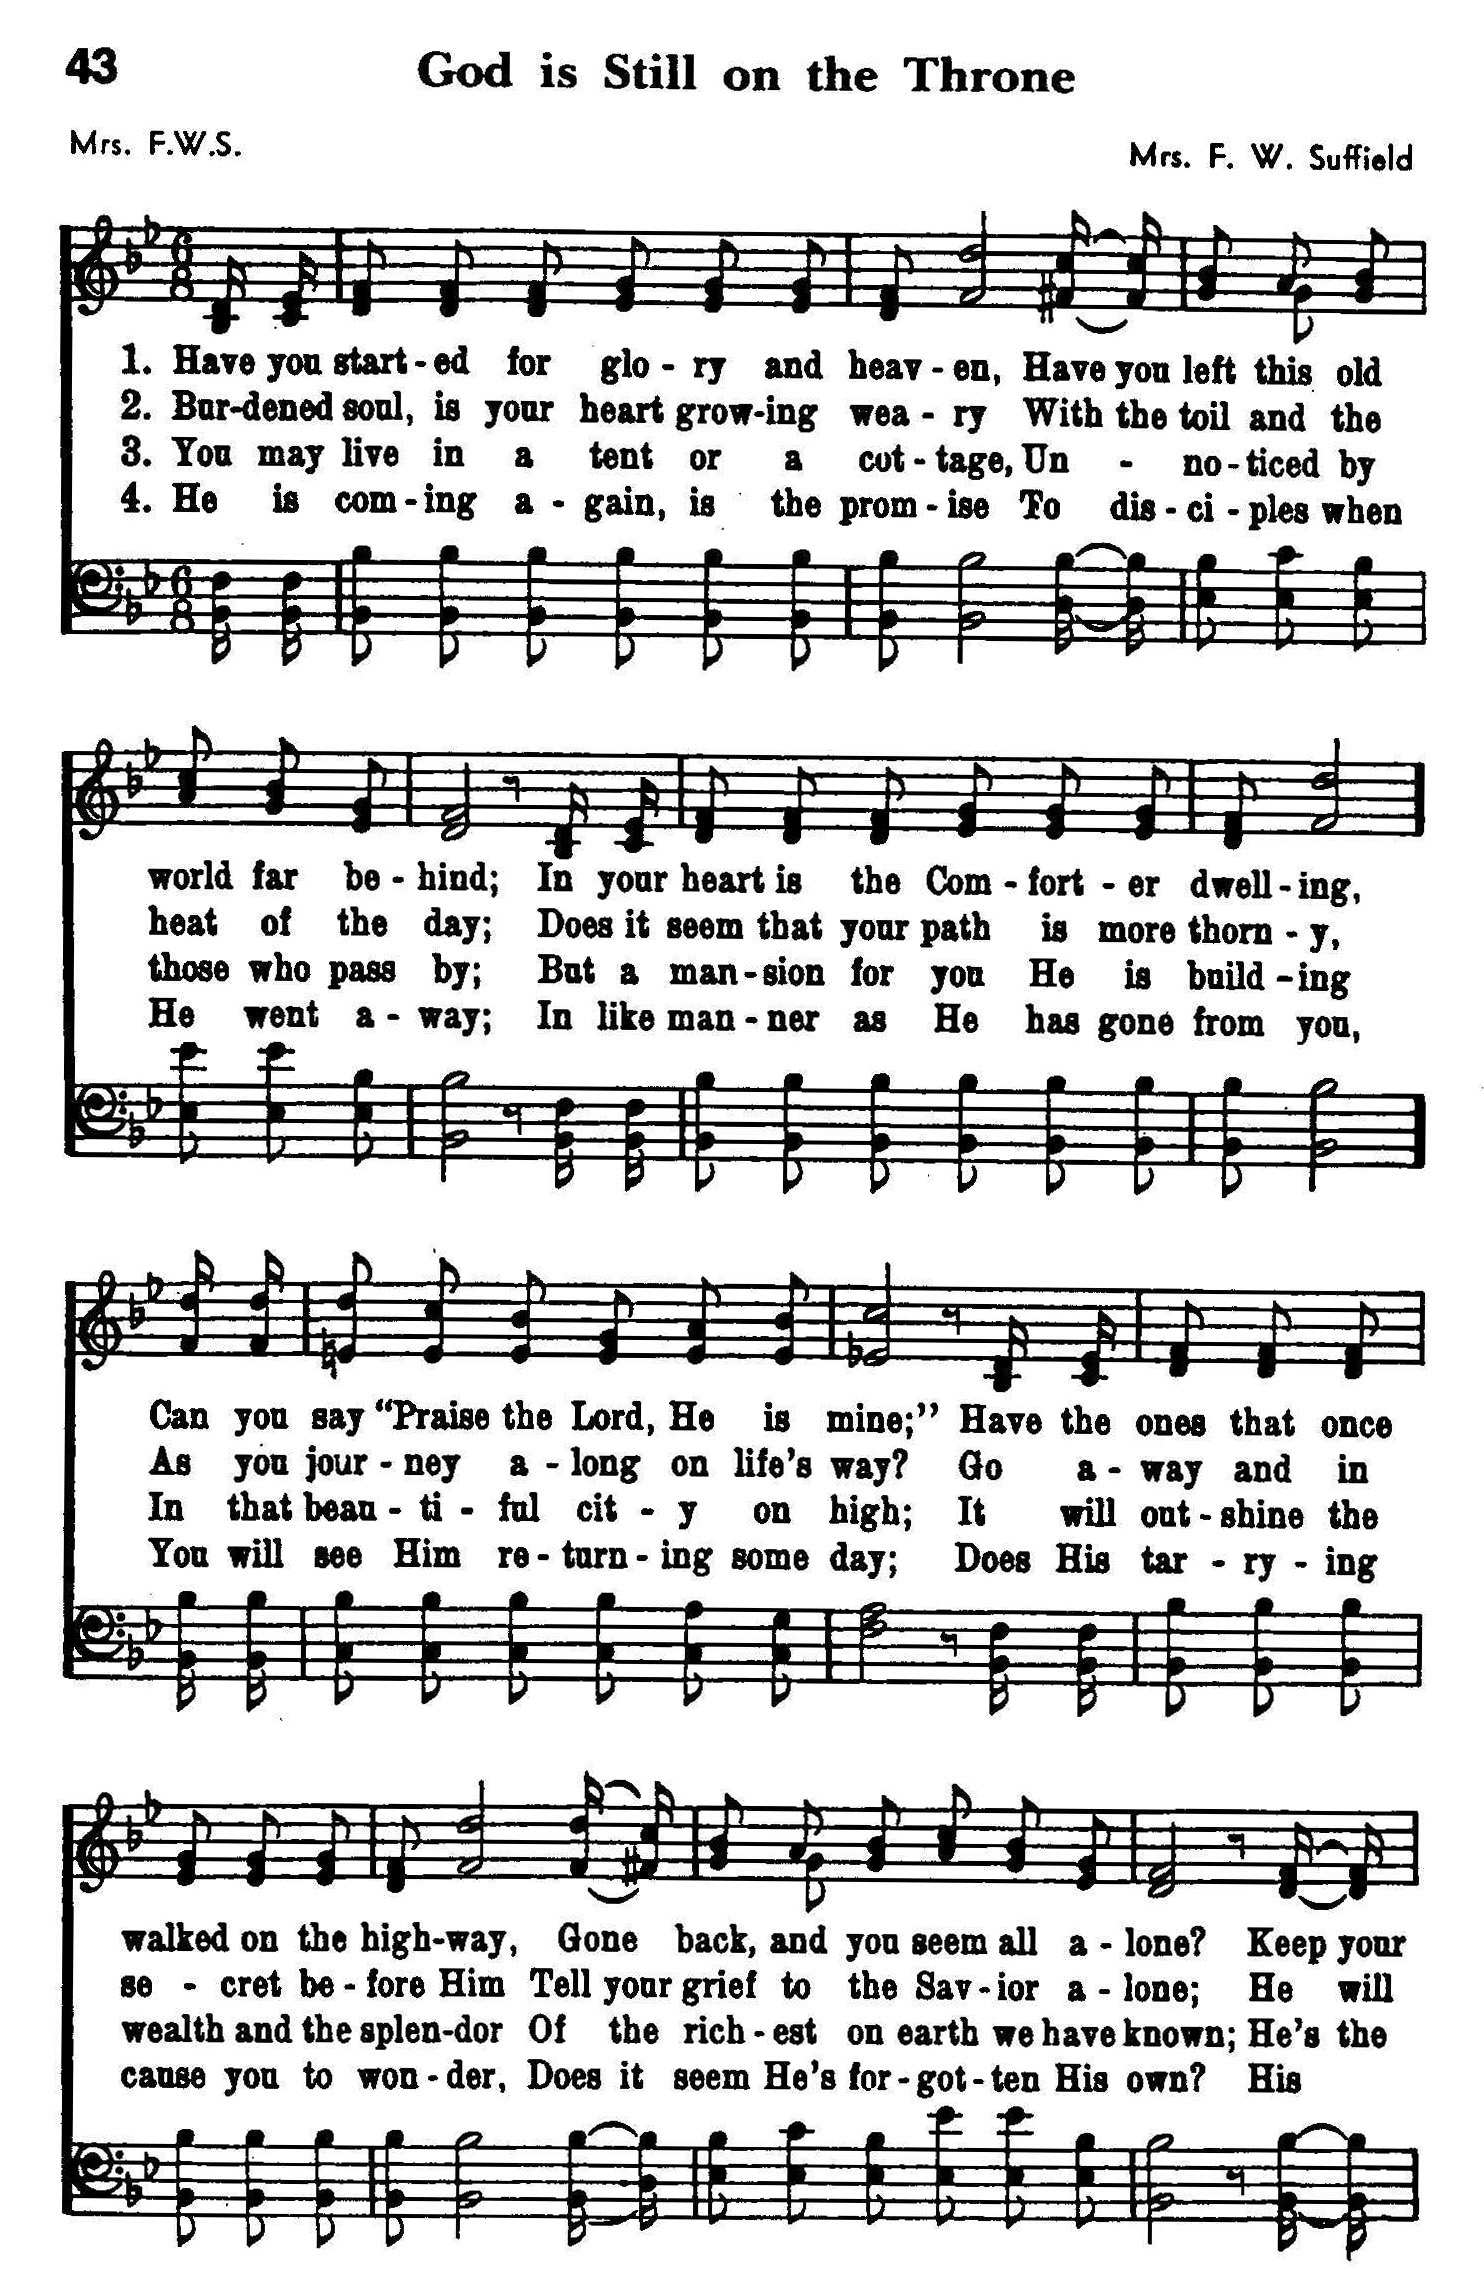 43 God is Still on the Throne
Mrs. F.W.S. Mrs. F. W. Suffield
1. Have you start-ed for glo-ry and heav-en, Have you left this old
2. Bur-dened soul, is your heart grow-ing wea-ry With the toil and the
3. You may live in a tent or a cot-tage, Un-no-ticed by
4. He is com-ing a-gain, is the prom-ise To dis-ci-ples when
world far be-hind; In your heart is the Com-fort-er dwell-ing,
heat of the day; Does it seem that your path is more thorn-y,
those who pass by; But a man-sion for you He is build-ing
He went a-way; In like man-ner as He has gone from you,
Can you say "Praise the Lord, He is mine;" Have the ones that once
As you jour-ney a-long on life's way? Go a-way and in
In that beau-ti-ful cit-y on high; It will out-shine the
You will see Him re-turn-ing some day; Does His tar-ry-ing
walked on the high-way, Gone back, and you seem all a-lone? Keep your
se-cret be-fore Him Tell your grief to the Sav-ior a-lone; He will
wealth and the splen-dor Of the rich-est on earth we have known; He's the
cause you to won-der, Does it seem He's for-got-ten His own? His